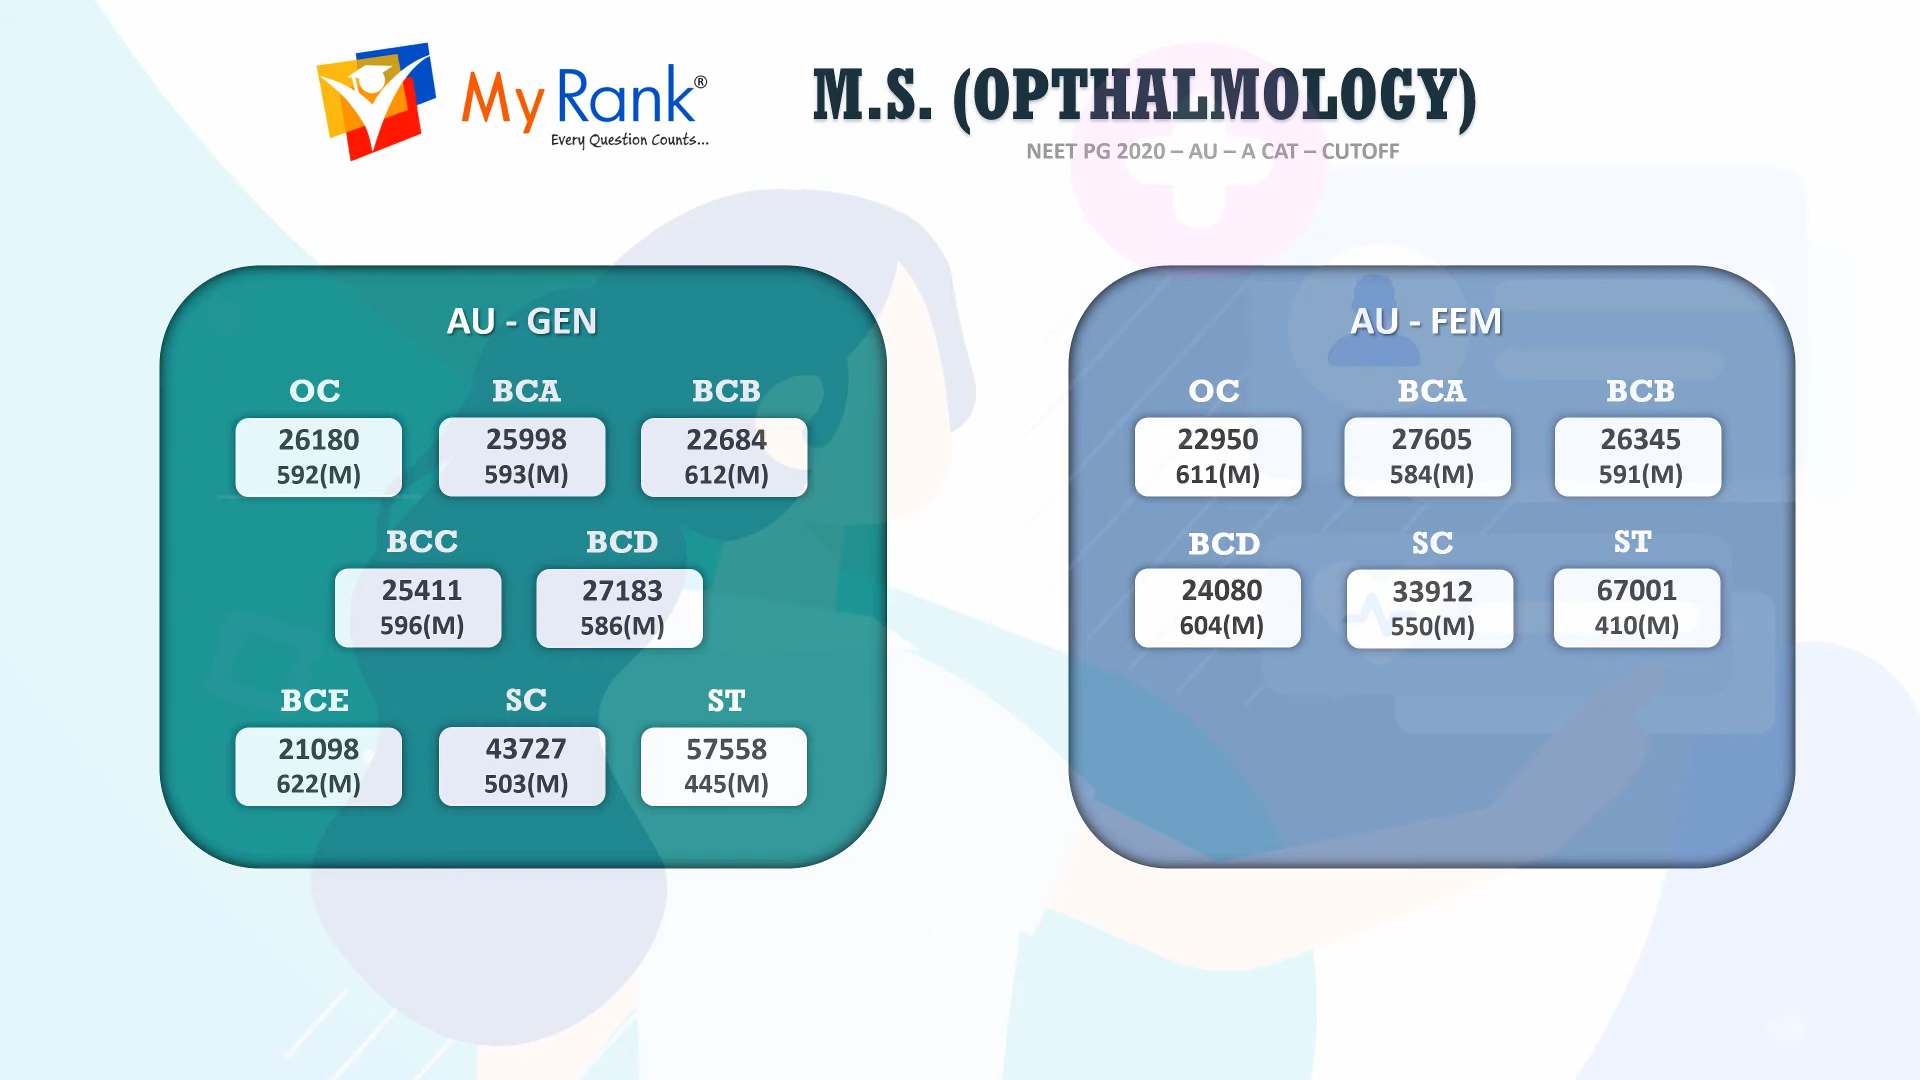 My Rank®
Every Question Counts...
M.S. (OPTHALMOLOGY)
NEET PG 2020 – AU – A CAT – CUTOFF
AU - GEN
OC BCA BCB
26180 25998 22684
592(M) 593(M) 612(M)
BCC BCD
25411 27183
596(M) 586(M)
BCE SC ST
21098 43727 57558
622(M) 503(M) 445(M)
AU - FEM
OC BCA BCB
22950 27605 26345
611(M) 584(M) 591(M)
BCD SC ST
24080 33912 67001
604(M) 550(M) 410(M)